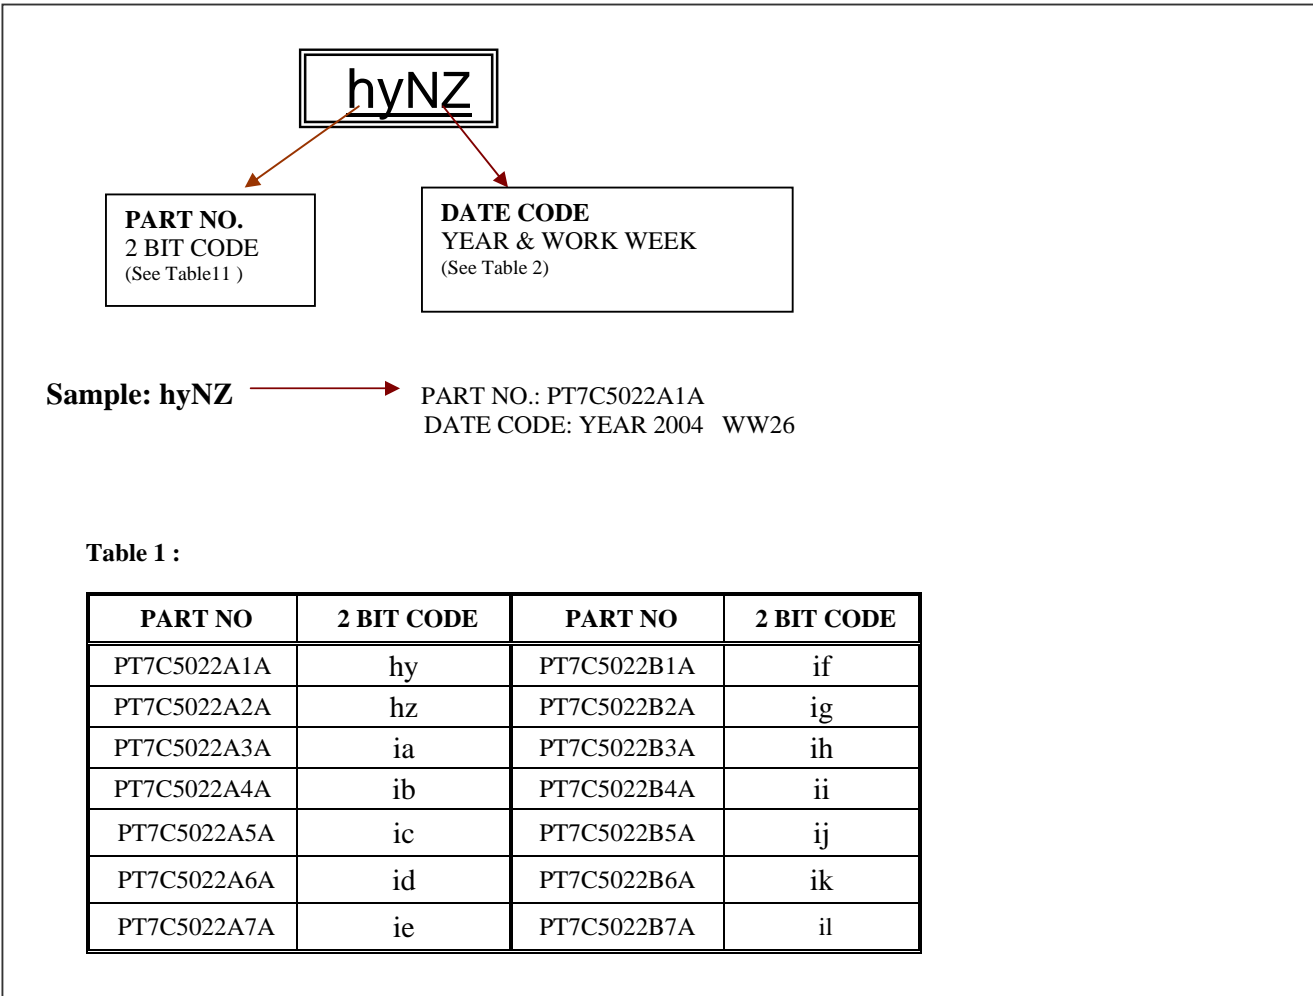 hyNZ
PART NO.
2 BIT CODE
(See Table11 )
DATE CODE
YEAR & WORK WEEK
(See Table 2)
Sample: hyNZ
PART NO.: PT7C5022A1A
DATE CODE: YEAR 2004 WW26
Table 1 :
PART NO 2 BIT CODE PART NO 2 BIT CODE
PT7C5022A1A hy PT7C5022B1A if
PT7C5022A2A hz PT7C5022B2A ig
PT7C5022A3A ia PT7C5022B3A ih
PT7C5022A4A ib PT7C5022B4A ii
PT7C5022A5A ic PT7C5022B5A ij
PT7C5022A6A id PT7C5022B6A ik
PT7C5022A7A ie PT7C5022B7A il